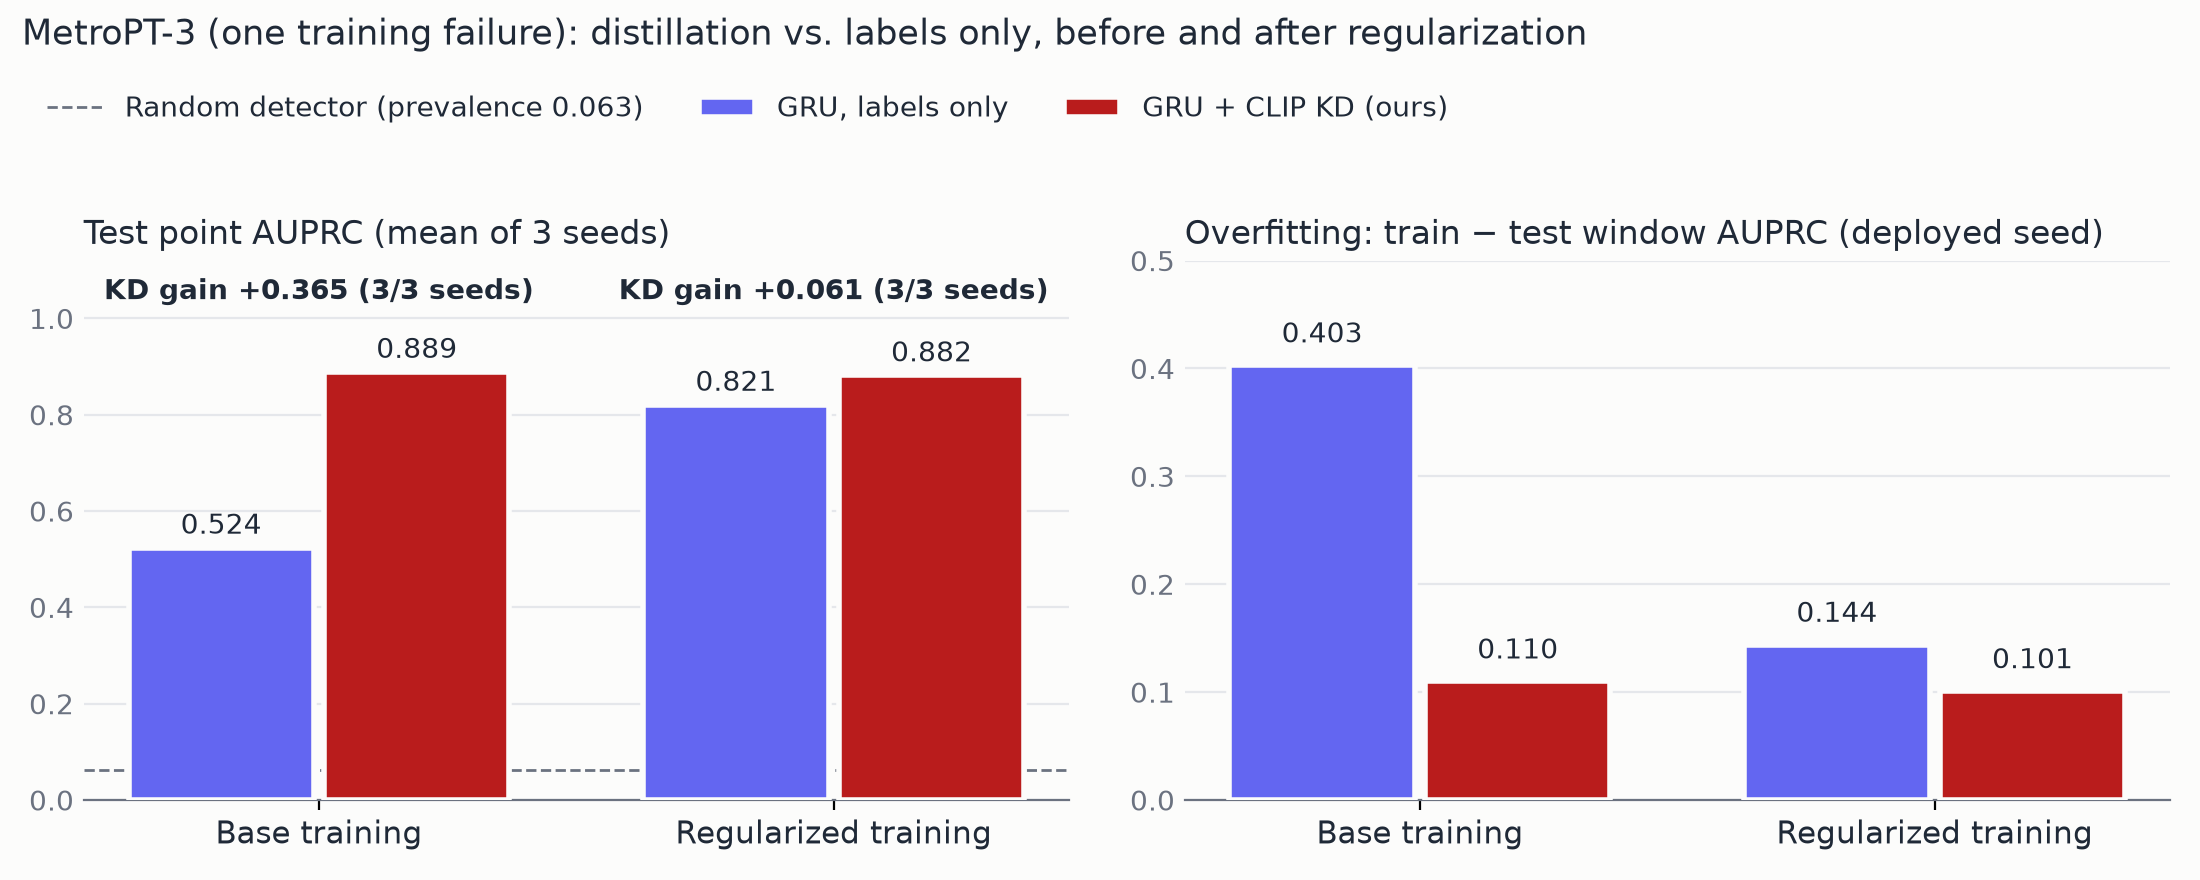 MetroPT-3 (one training failure): distillation vs. labels only, before and after regularization
Random detector (prevalence 0.063)
GRU, labels only
GRU + CLIP KD (ours)
Test point AUPRC (mean of 3 seeds)
KD gain +0.365 (3/3 seeds)
KD gain +0.061 (3/3 seeds)
1.0
0.8
0.6
0.4
0.2
0.0
0.524
0.889
0.821
0.882
Base training
Regularized training
Overfitting: train − test window AUPRC (deployed seed)
0.5
0.4
0.3
0.2
0.1
0.0
0.403
0.110
0.144
0.101
Base training
Regularized training